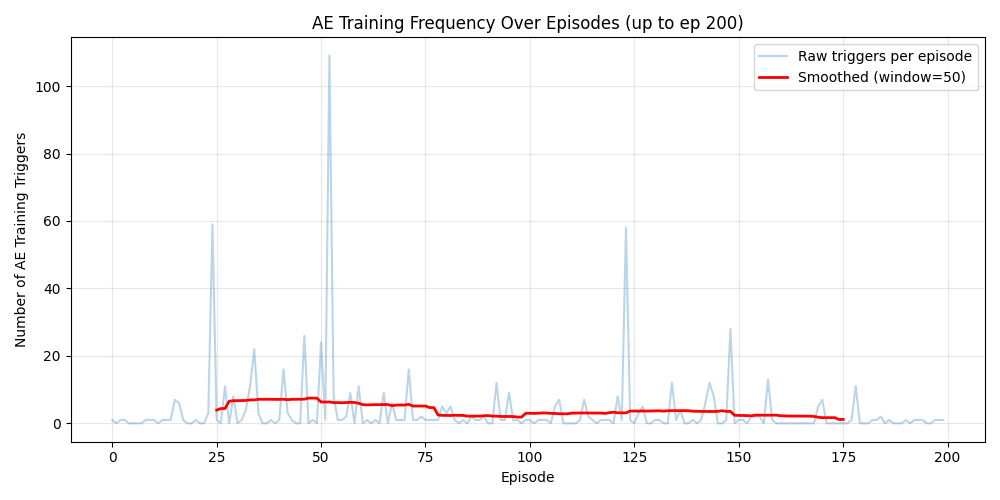 AE Training Frequency Over Episodes (up to ep 200)
Raw triggers per episode
Smoothed (window=50)
Number of AE Training Triggers
100
80
60
40
20
0
0 25 50 75 100 125 150 175 200
Episode